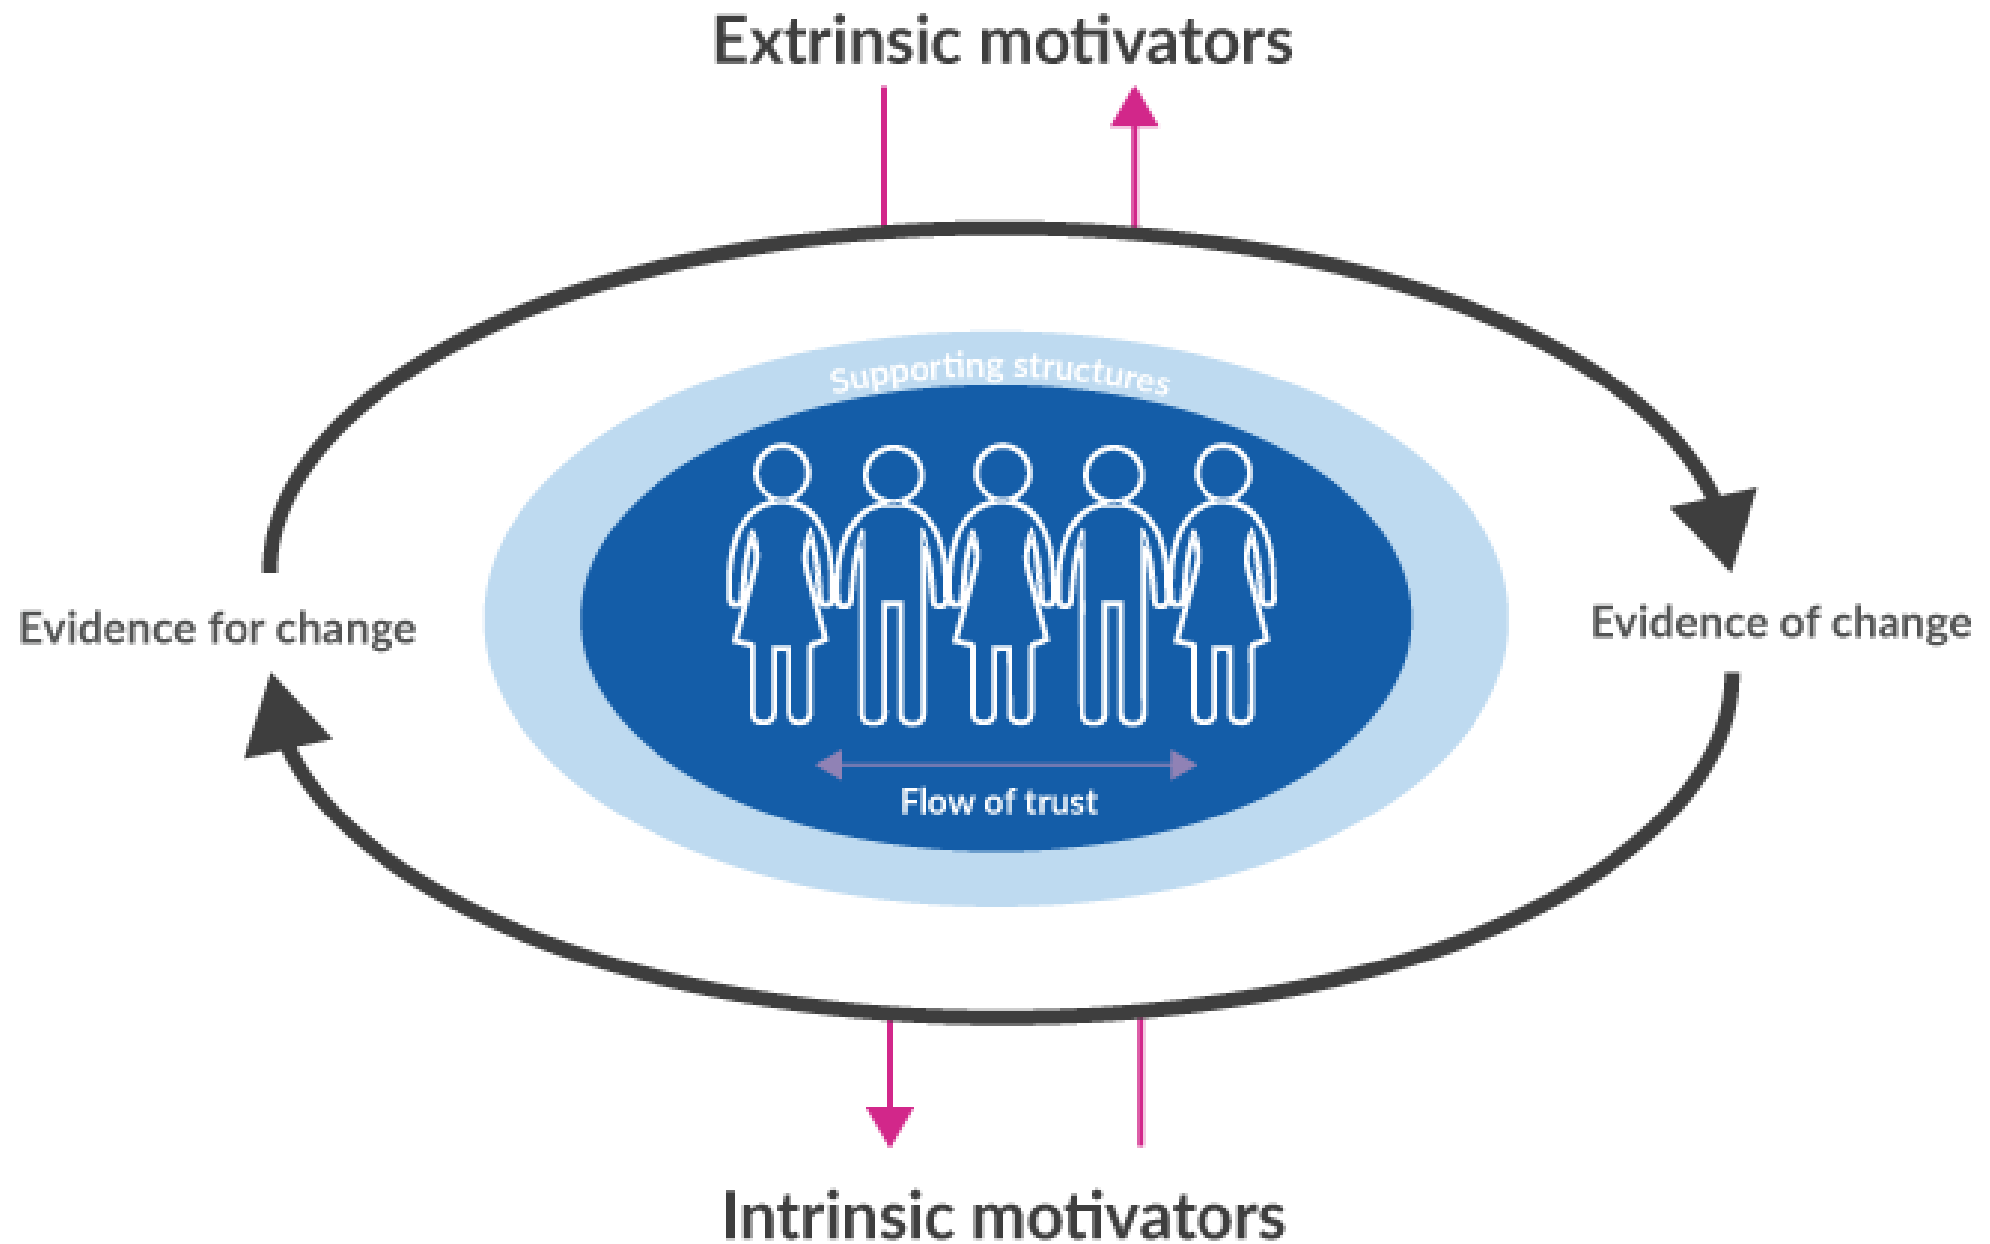 Extrinsic motivators
Supporting structures
Evidence for change
Evidence of change
Flow of trust
Intrinsic motivators